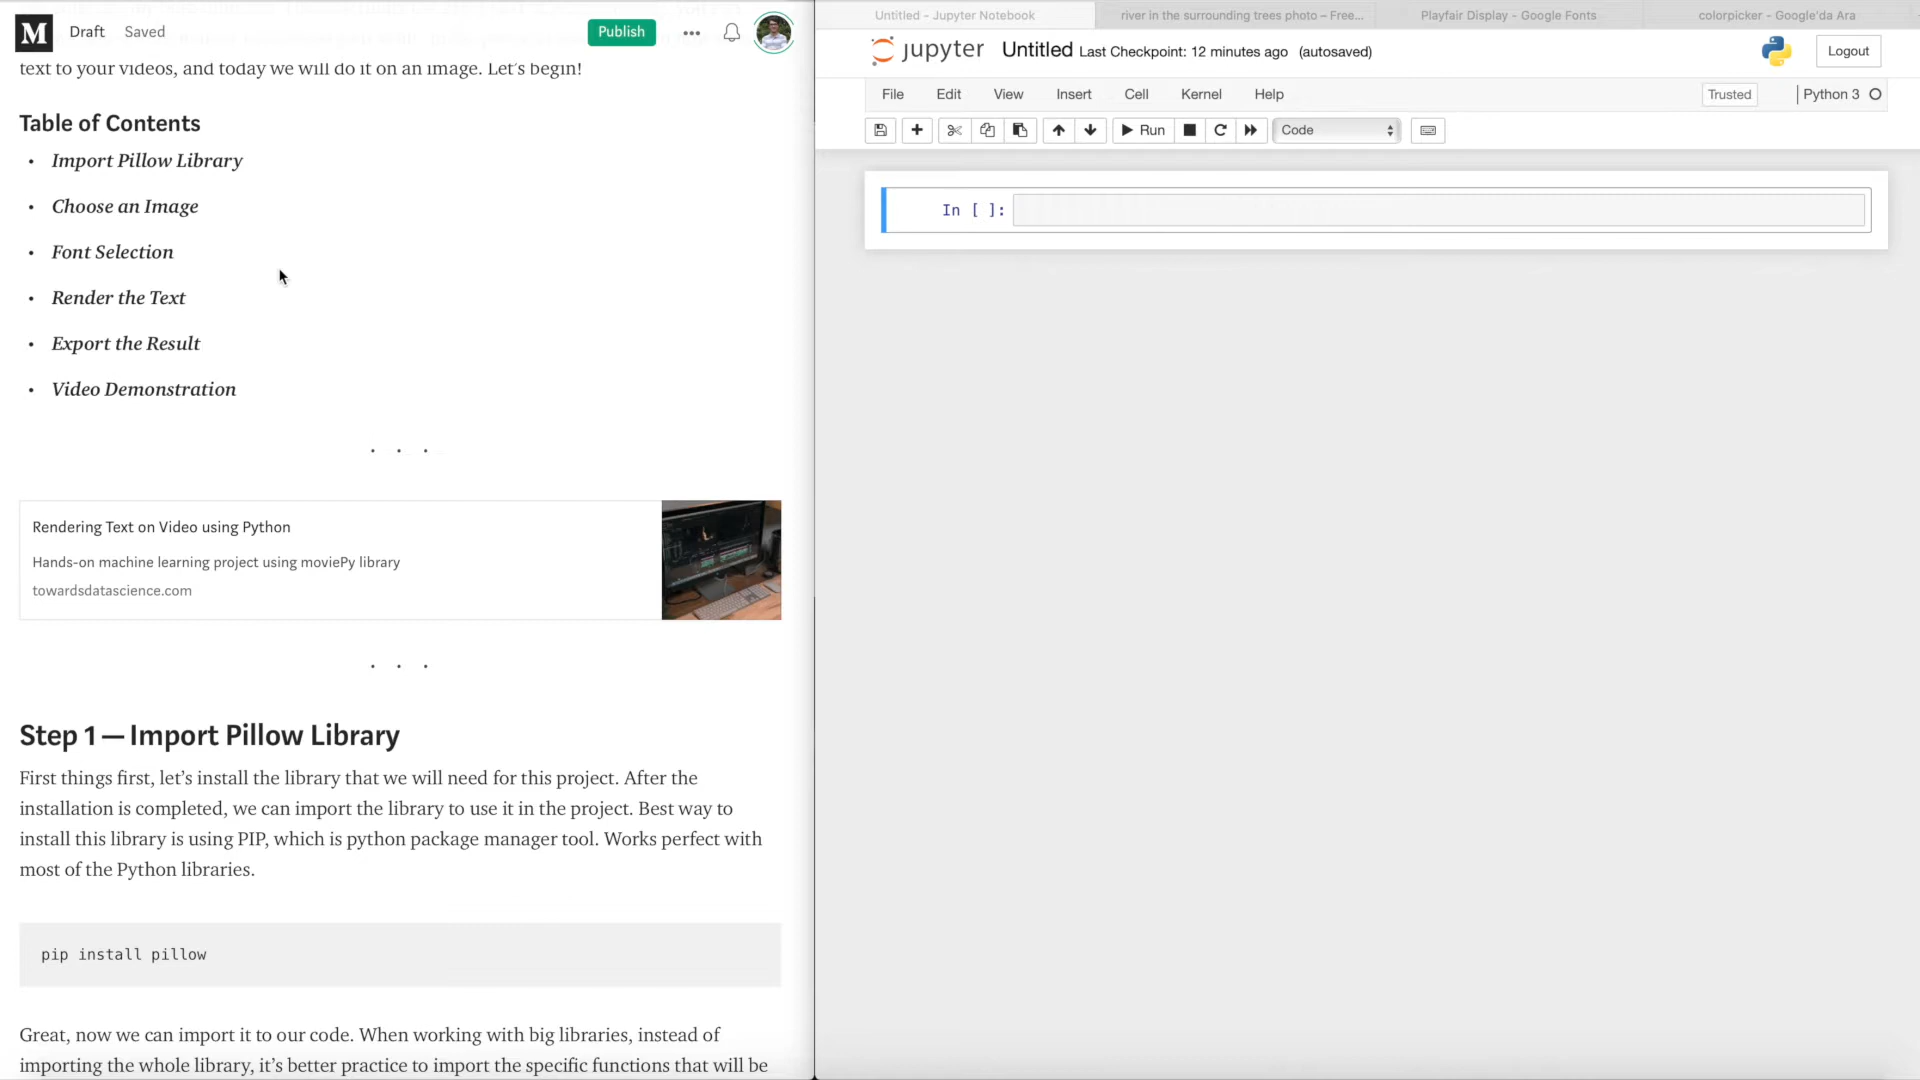 M Draft Saved Publish
text to your videos, and today we will do it on an image. Let's begin!
Table of Contents
• Import Pillow Library
• Choose an Image
• Font Selection
• Render the Text
• Export the Result
• Video Demonstration
. . .
Rendering Text on Video using Python
Hands-on machine learning project using moviePy library
towardsdatascience.com
. . .
Step 1 — Import Pillow Library
First things first, let's install the library that we will need for this project. After the
installation is completed, we can import the library to use it in the project. Best way to
install this library is using PIP, which is python package manager tool. Works perfect with
most of the Python libraries.
pip install pillow
Great, now we can import it to our code. When working with big libraries, instead of
importing the whole library, it's better practice to import the specific functions that will be
Untitled - Jupyter Notebook
river in the surrounding trees photo – Free...
Playfair Display - Google Fonts
colorpicker - Google'da Ara
jupyter Untitled Last Checkpoint: 12 minutes ago (autosaved)
Logout
File Edit View Insert Cell Kernel Help
Trusted
Python 3
Run
Code
In [ ]: